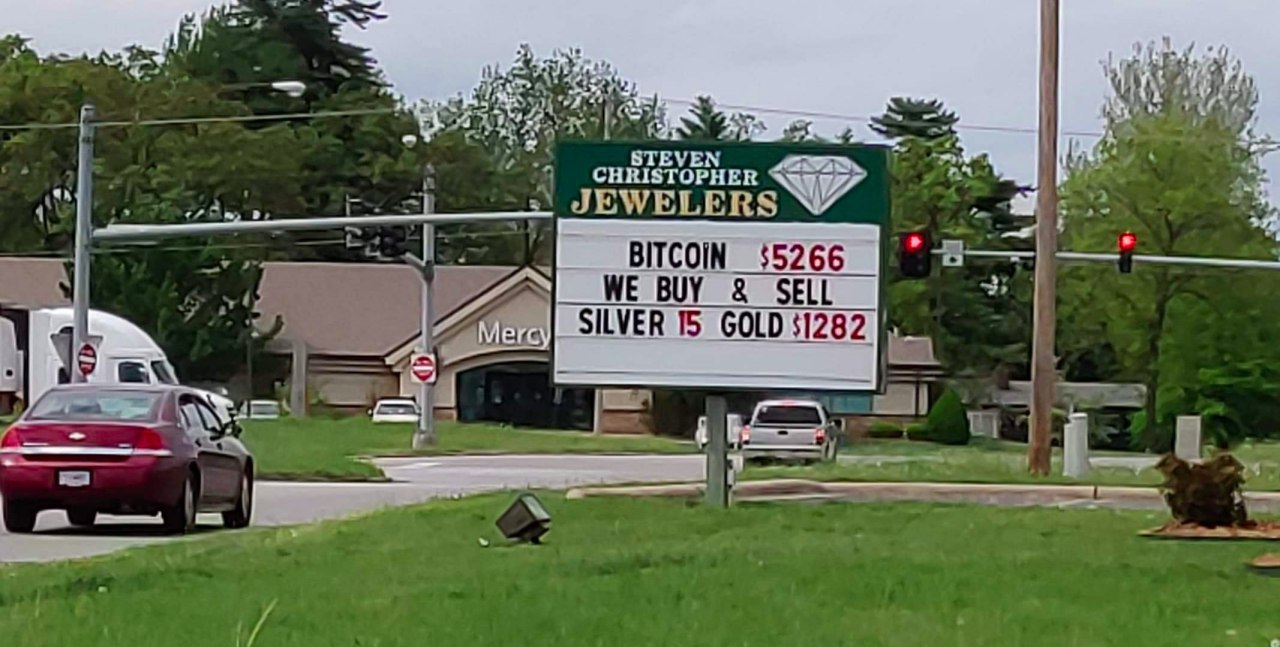 STEVEN
CHRISTOPHER
JEWELERS
BITCOIN $5266
WE BUY & SELL
SILVER 15 GOLD $1282
Mercy